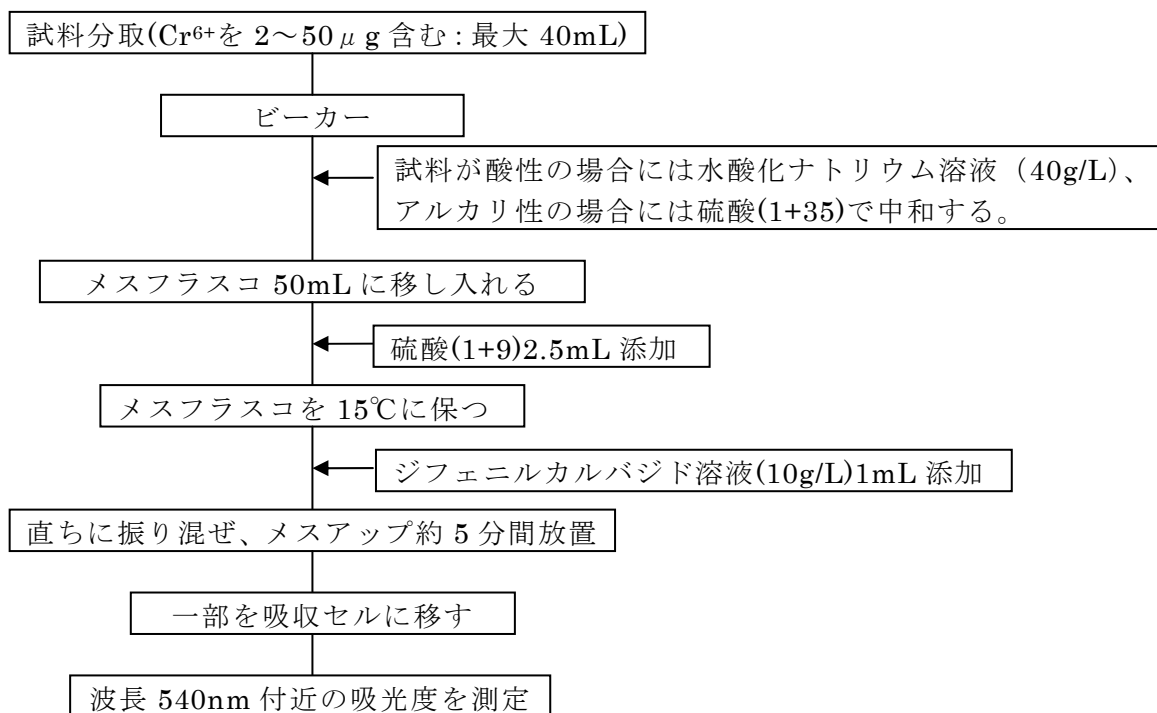 試料分取(Cr⁶⁺を 2～50μg 含む：最大 40mL)
ビーカー
試料が酸性の場合には水酸化ナトリウム溶液（40g/L）、
アルカリ性の場合には硫酸(1+35)で中和する。
メスフラスコ 50mL に移し入れる
硫酸(1+9)2.5mL 添加
メスフラスコを 15℃に保つ
ジフェニルカルバジド溶液(10g/L)1mL 添加
直ちに振り混ぜ、メスアップ約 5 分間放置
一部を吸収セルに移す
波長 540nm 付近の吸光度を測定